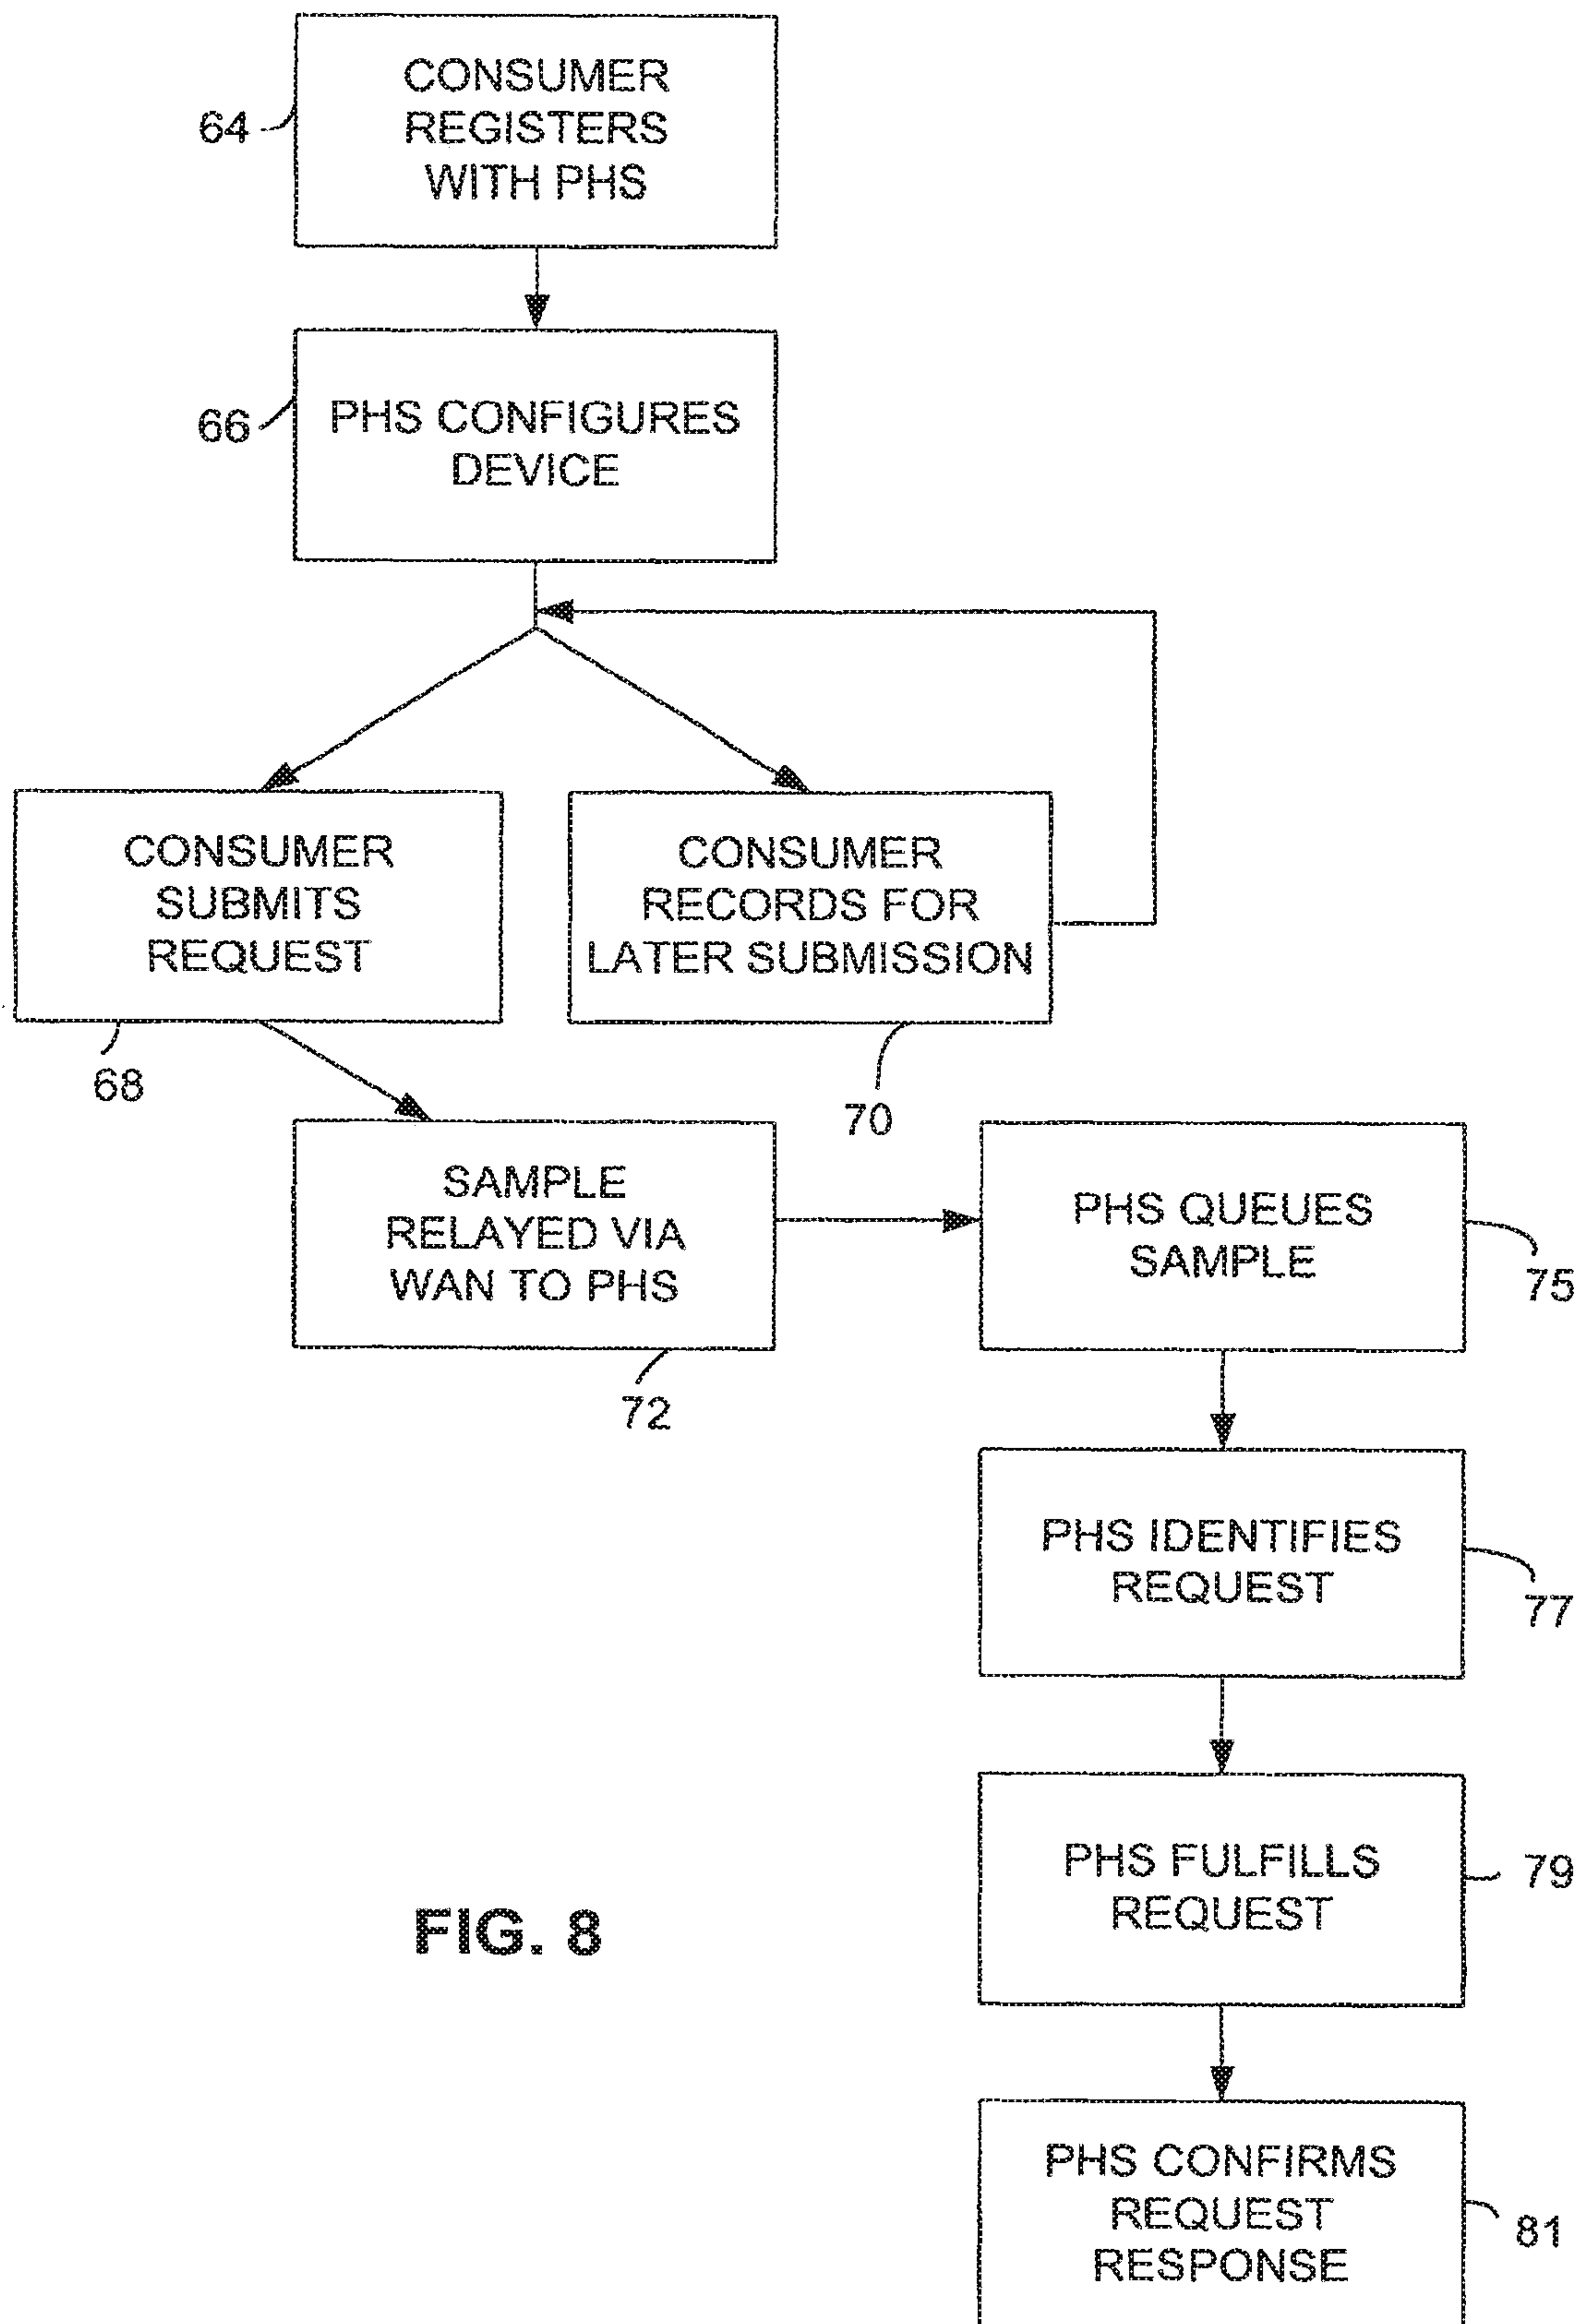 CONSUMER
REGISTERS
WITH PHS
64
PHS CONFIGURES
DEVICE
66
CONSUMER
SUBMITS
REQUEST
68
CONSUMER
RECORDS FOR
LATER SUBMISSION
70
SAMPLE
RELAYED VIA
WAN TO PHS
72
PHS QUEUES
SAMPLE
75
PHS IDENTIFIES
REQUEST
77
PHS FULFILLS
REQUEST
79
PHS CONFIRMS
REQUEST
RESPONSE
81
FIG. 8